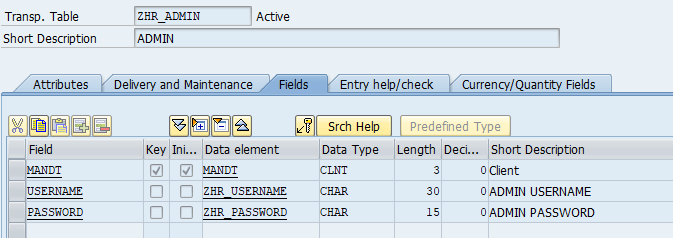 Transp. Table ZHR_ADMIN Active
Short Description ADMIN
Attributes Delivery and Maintenance Fields Entry help/check Currency/Quantity Fields
Srch Help Predefined Type
Field Key Ini... Data element Data Type Length Deci... Short Description
MANDT MANDT CLNT 3 0 Client
USERNAME ZHR_USERNAME CHAR 30 0 ADMIN USERNAME
PASSWORD ZHR_PASSWORD CHAR 15 0 ADMIN PASSWORD